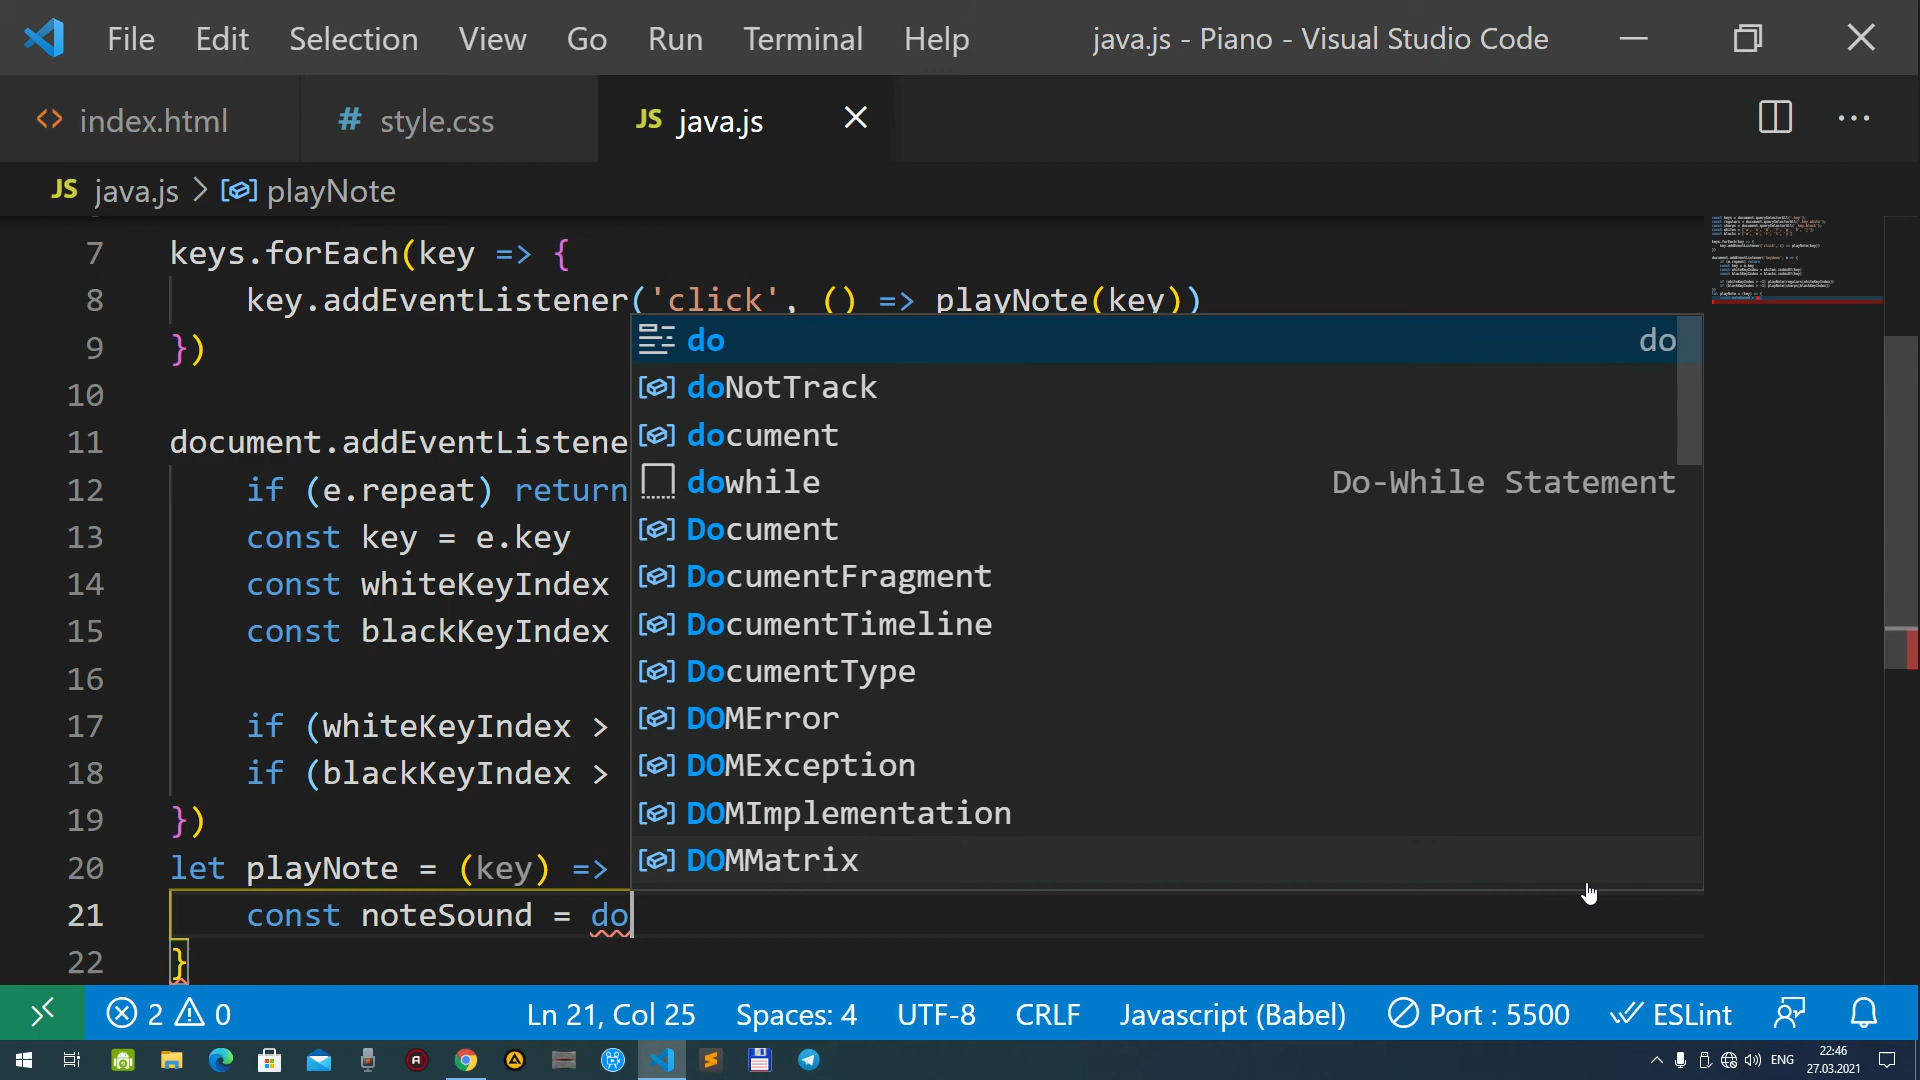 File Edit Selection View Go Run Terminal Help java.js - Piano - Visual Studio Code
<> index.html # style.css JS java.js
JS java.js > playNote
7 keys.forEach(key => {
8 key.addEventListener('click', () => playNote(key))
9 })
10
11 document.addEventListene
12 if (e.repeat) return
13 const key = e.key
14 const whiteKeyIndex
15 const blackKeyIndex
16
17 if (whiteKeyIndex >
18 if (blackKeyIndex >
19 })
20 let playNote = (key) =>
21 const noteSound = do
22 }
do do
doNotTrack
document
dowhile Do-While Statement
Document
DocumentFragment
DocumentTimeline
DocumentType
DOMError
DOMException
DOMImplementation
DOMMatrix
2 0 Ln 21, Col 25 Spaces: 4 UTF-8 CRLF Javascript (Babel) Port : 5500 ESLint
ENG 22:46
27.03.2021